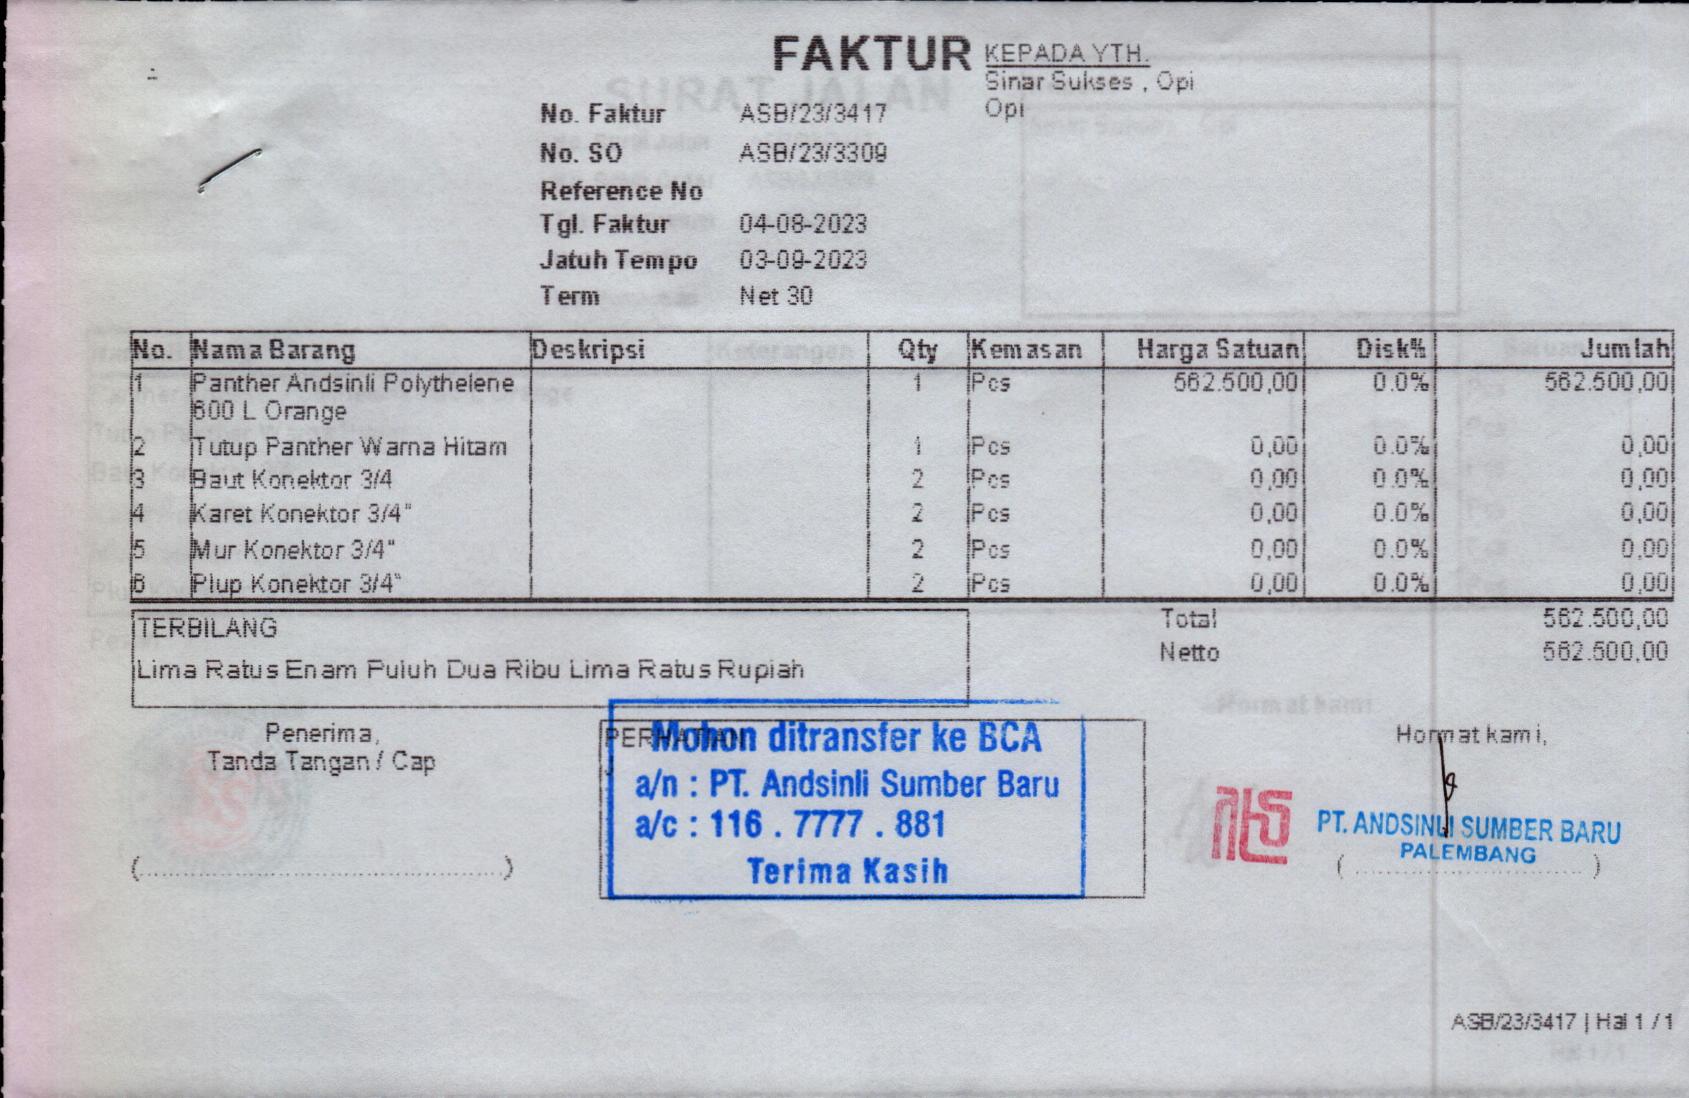 FAKTUR
KEPADA YTH.
Sinar Sukses , Opi
Opi
No. Faktur ASB/23/3417
No. SO ASB/23/3309
Reference No
Tgl. Faktur 04-08-2023
Jatuh Tempo 03-09-2023
Term Net 30
No. Nama Barang Deskripsi Qty Kemasan Harga Satuan Disk% Jumlah
1 Panther Andsinli Polythelene 1 Pcs 562.500,00 0.0% 562.500,00
600 L Orange
2 Tutup Panther Warna Hitam 1 Pcs 0,00 0.0% 0,00
3 Baut Konektor 3/4 2 Pcs 0,00 0.0% 0,00
4 Karet Konektor 3/4" 2 Pcs 0,00 0.0% 0,00
5 Mur Konektor 3/4" 2 Pcs 0,00 0.0% 0,00
6 Plup Konektor 3/4" 2 Pcs 0,00 0.0% 0,00
TERBILANG
Lima Ratus Enam Puluh Dua Ribu Lima Ratus Rupiah
Total 562.500,00
Netto 562.500,00
Penerima,
Tanda Tangan / Cap
(........................................)
PERHATIAN
Mohon ditransfer ke BCA
a/n : PT. Andsinli Sumber Baru
a/c : 116 . 7777 . 881
Terima Kasih
Hormat kami,
PT. ANDSINLI SUMBER BARU
PALEMBANG
(........................................)
ASB/23/3417 | Hal 1 / 1